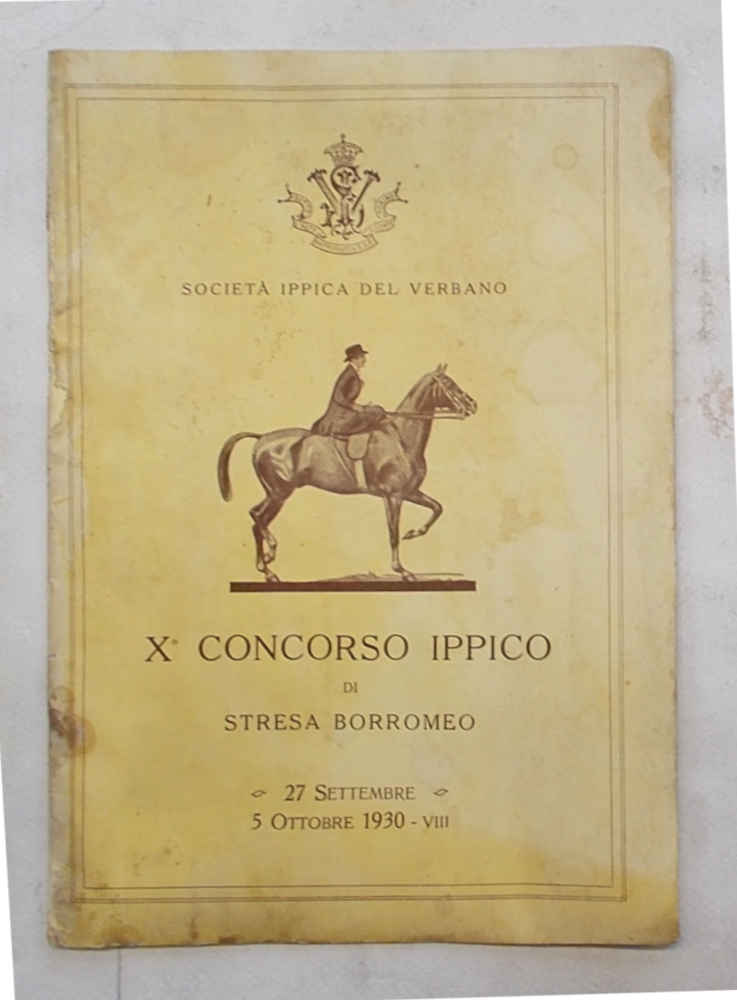 SOCIETÀ IPPICA DEL VERBANO
X° CONCORSO IPPICO
DI
STRESA BORROMEO
27 SETTEMBRE
5 OTTOBRE 1930 - VIII